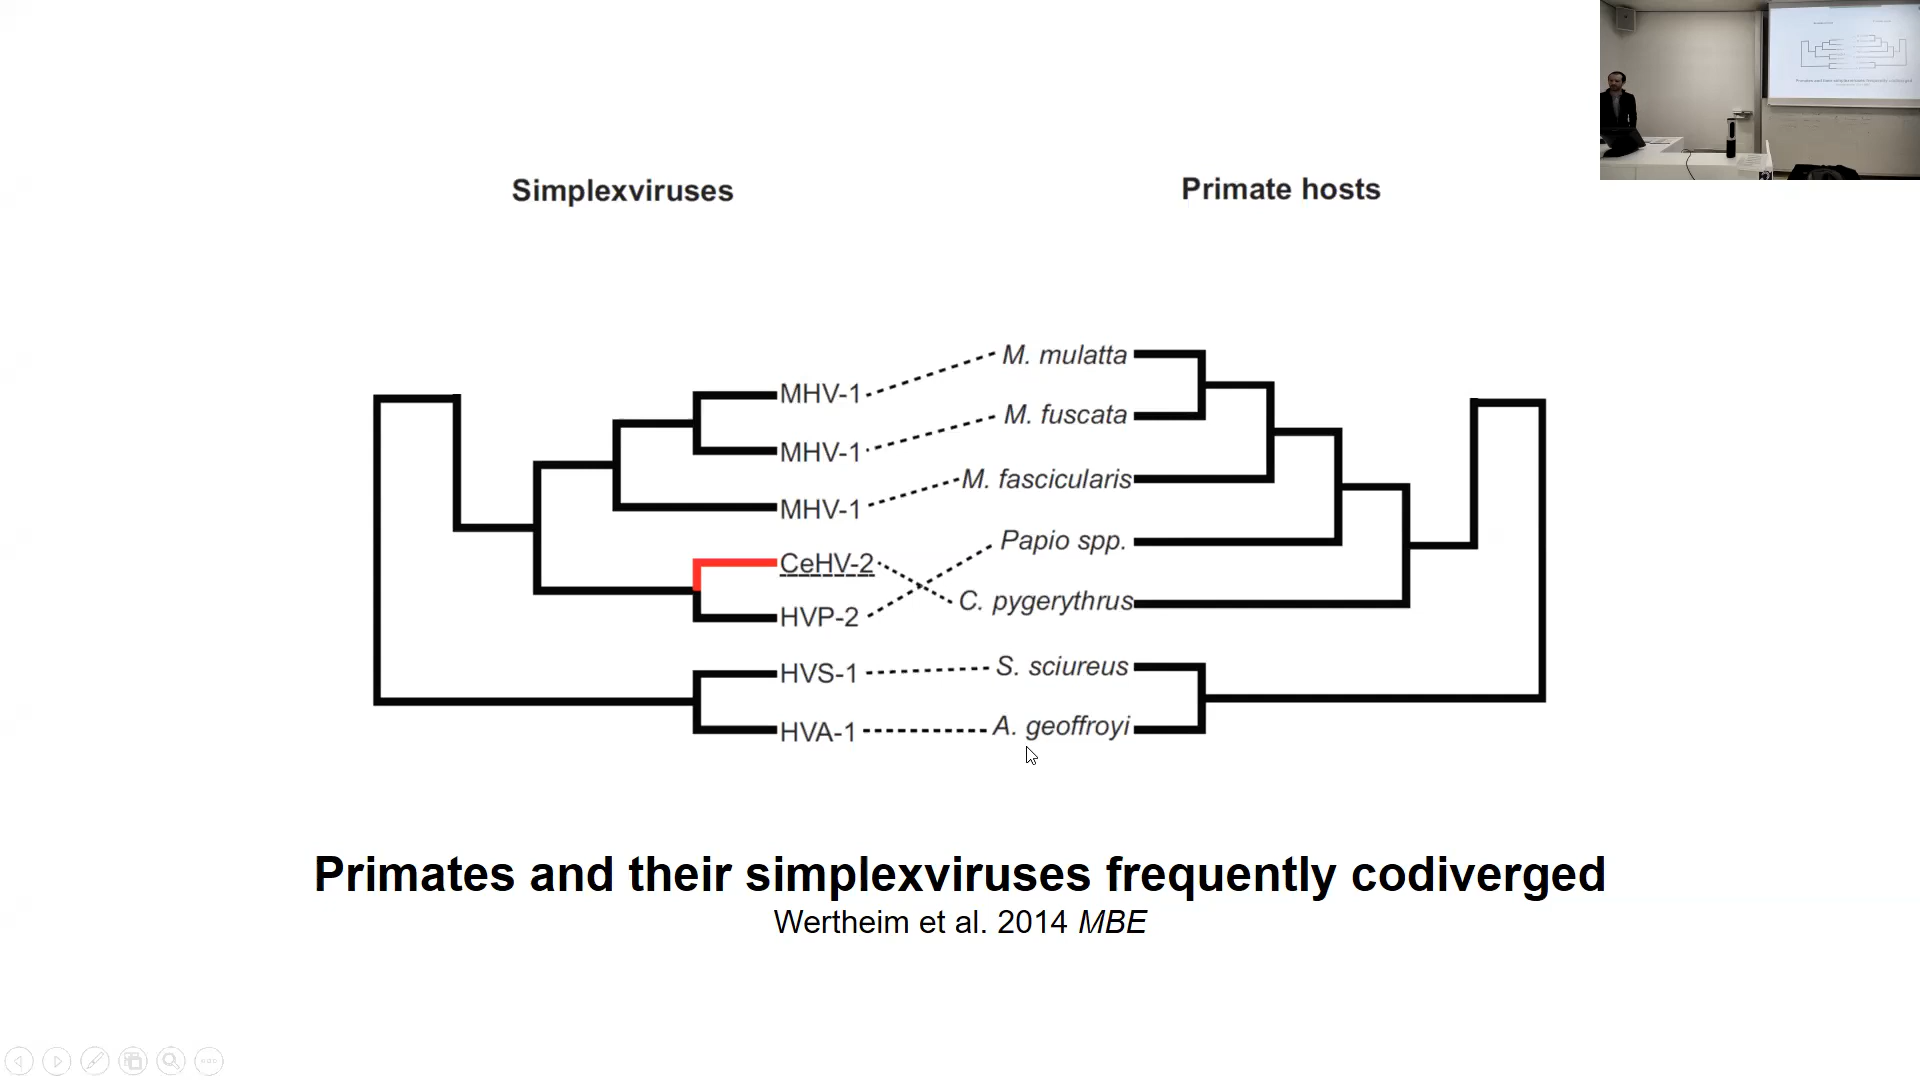 Simplexviruses
Primate hosts
MHV-1
MHV-1
MHV-1
CeHV-2
HVP-2
HVS-1
HVA-1
M. mulatta
M. fuscata
M. fascicularis
Papio spp.
C. pygerythrus
S. sciureus
A. geoffroyi
Primates and their simplexviruses frequently codiverged
Wertheim et al. 2014 MBE